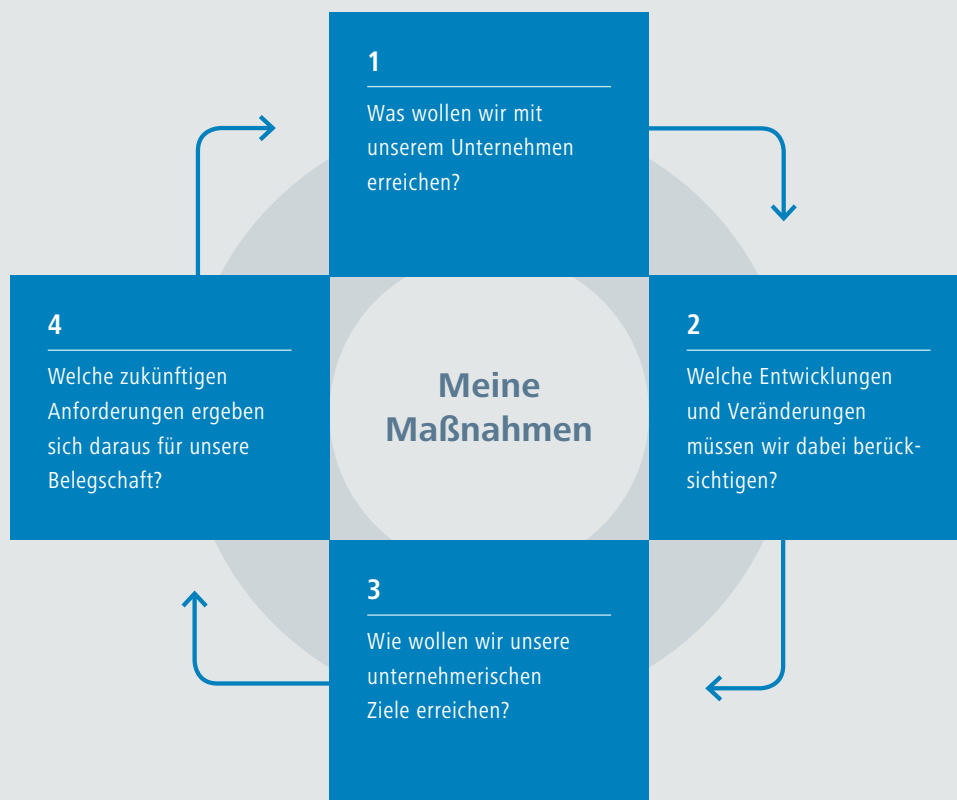 1
Was wollen wir mit
unserem Unternehmen
erreichen?
2
Welche Entwicklungen
und Veränderungen
müssen wir dabei berück-
sichtigen?
3
Wie wollen wir unsere
unternehmerischen
Ziele erreichen?
4
Welche zukünftigen
Anforderungen ergeben
sich daraus für unsere
Belegschaft?
Meine
Maßnahmen